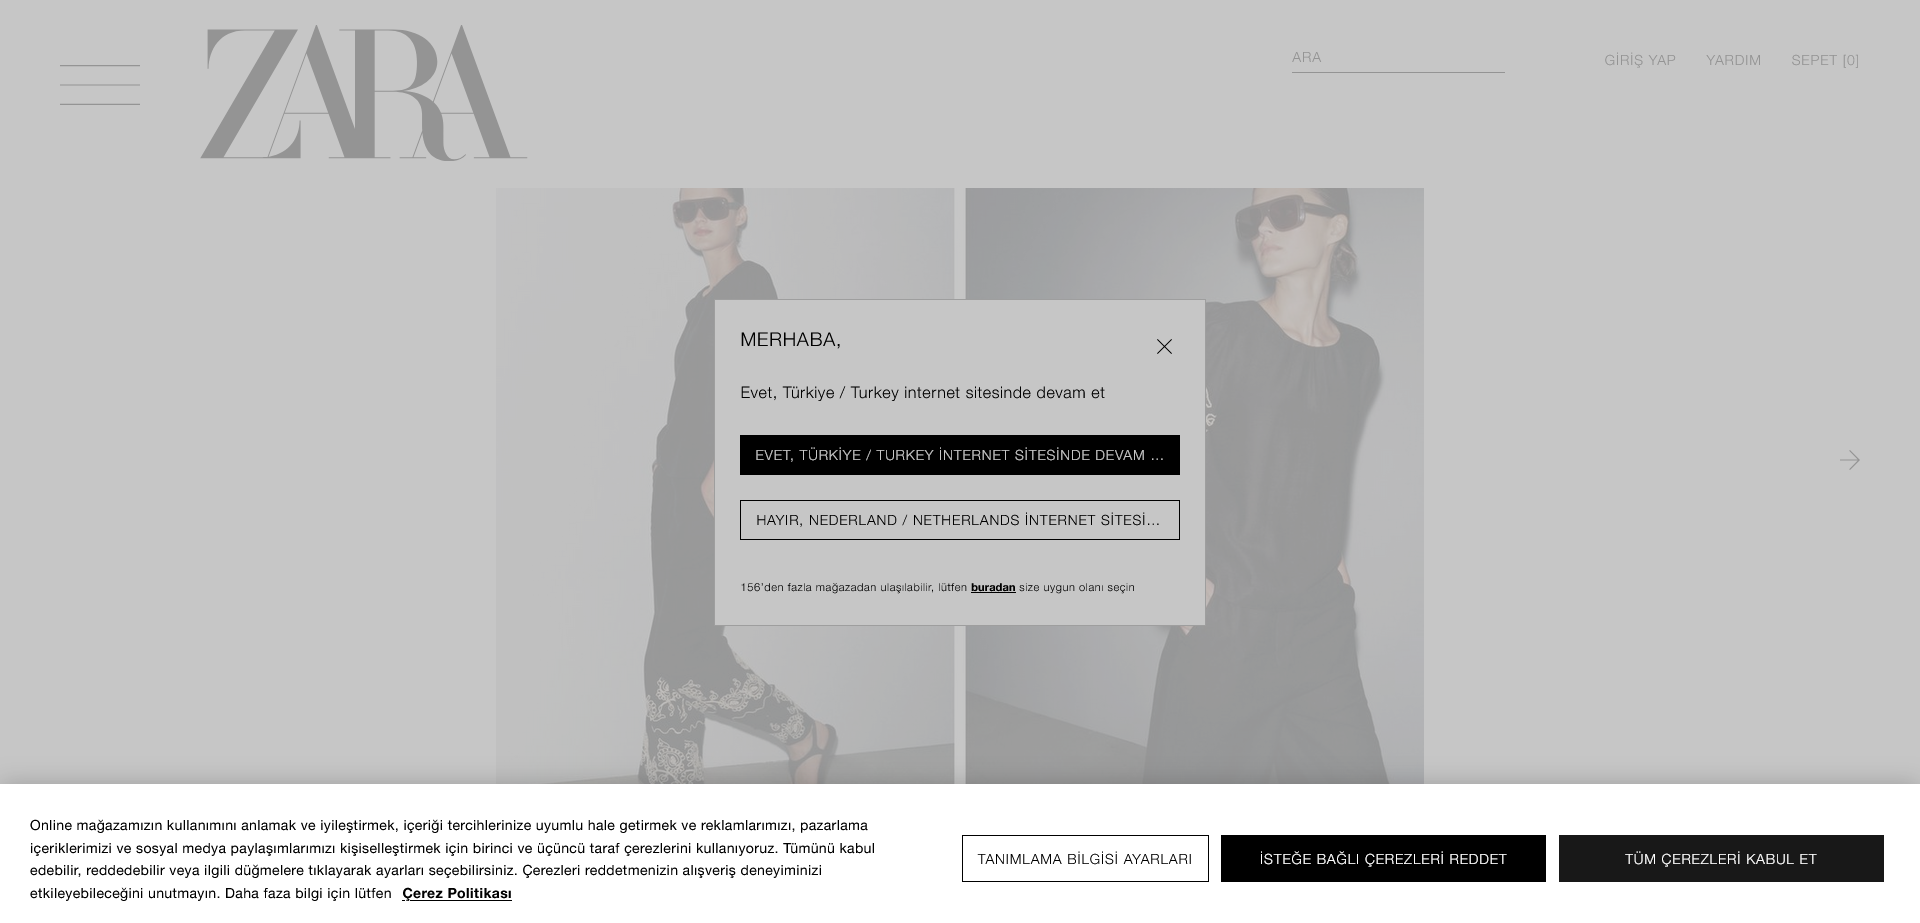 ZARA
ARA
GİRİŞ YAP
YARDIM
SEPET [0]
MERHABA,
Evet, Türkiye / Turkey internet sitesinde devam et
EVET, TÜRKİYE / TURKEY İNTERNET SİTESİNDE DEVAM ...
HAYIR, NEDERLAND / NETHERLANDS İNTERNET SİTESİ...
156'den fazla mağazadan ulaşılabilir, lütfen buradan size uygun olanı seçin
Online mağazamızın kullanımını anlamak ve iyileştirmek, içeriği tercihlerinize uyumlu hale getirmek ve reklamlarımızı, pazarlama
içeriklerimizi ve sosyal medya paylaşımlarımızı kişiselleştirmek için birinci ve üçüncü taraf çerezlerini kullanıyoruz. Tümünü kabul
edebilir, reddedebilir veya ilgili düğmelere tıklayarak ayarları seçebilirsiniz. Çerezleri reddetmenizin alışveriş deneyiminizi
etkileyebileceğini unutmayın. Daha faza bilgi için lütfen Çerez Politikası
TANIMLAMA BİLGİSİ AYARLARI
İSTEĞE BAĞLI ÇEREZLERİ REDDET
TÜM ÇEREZLERİ KABUL ET